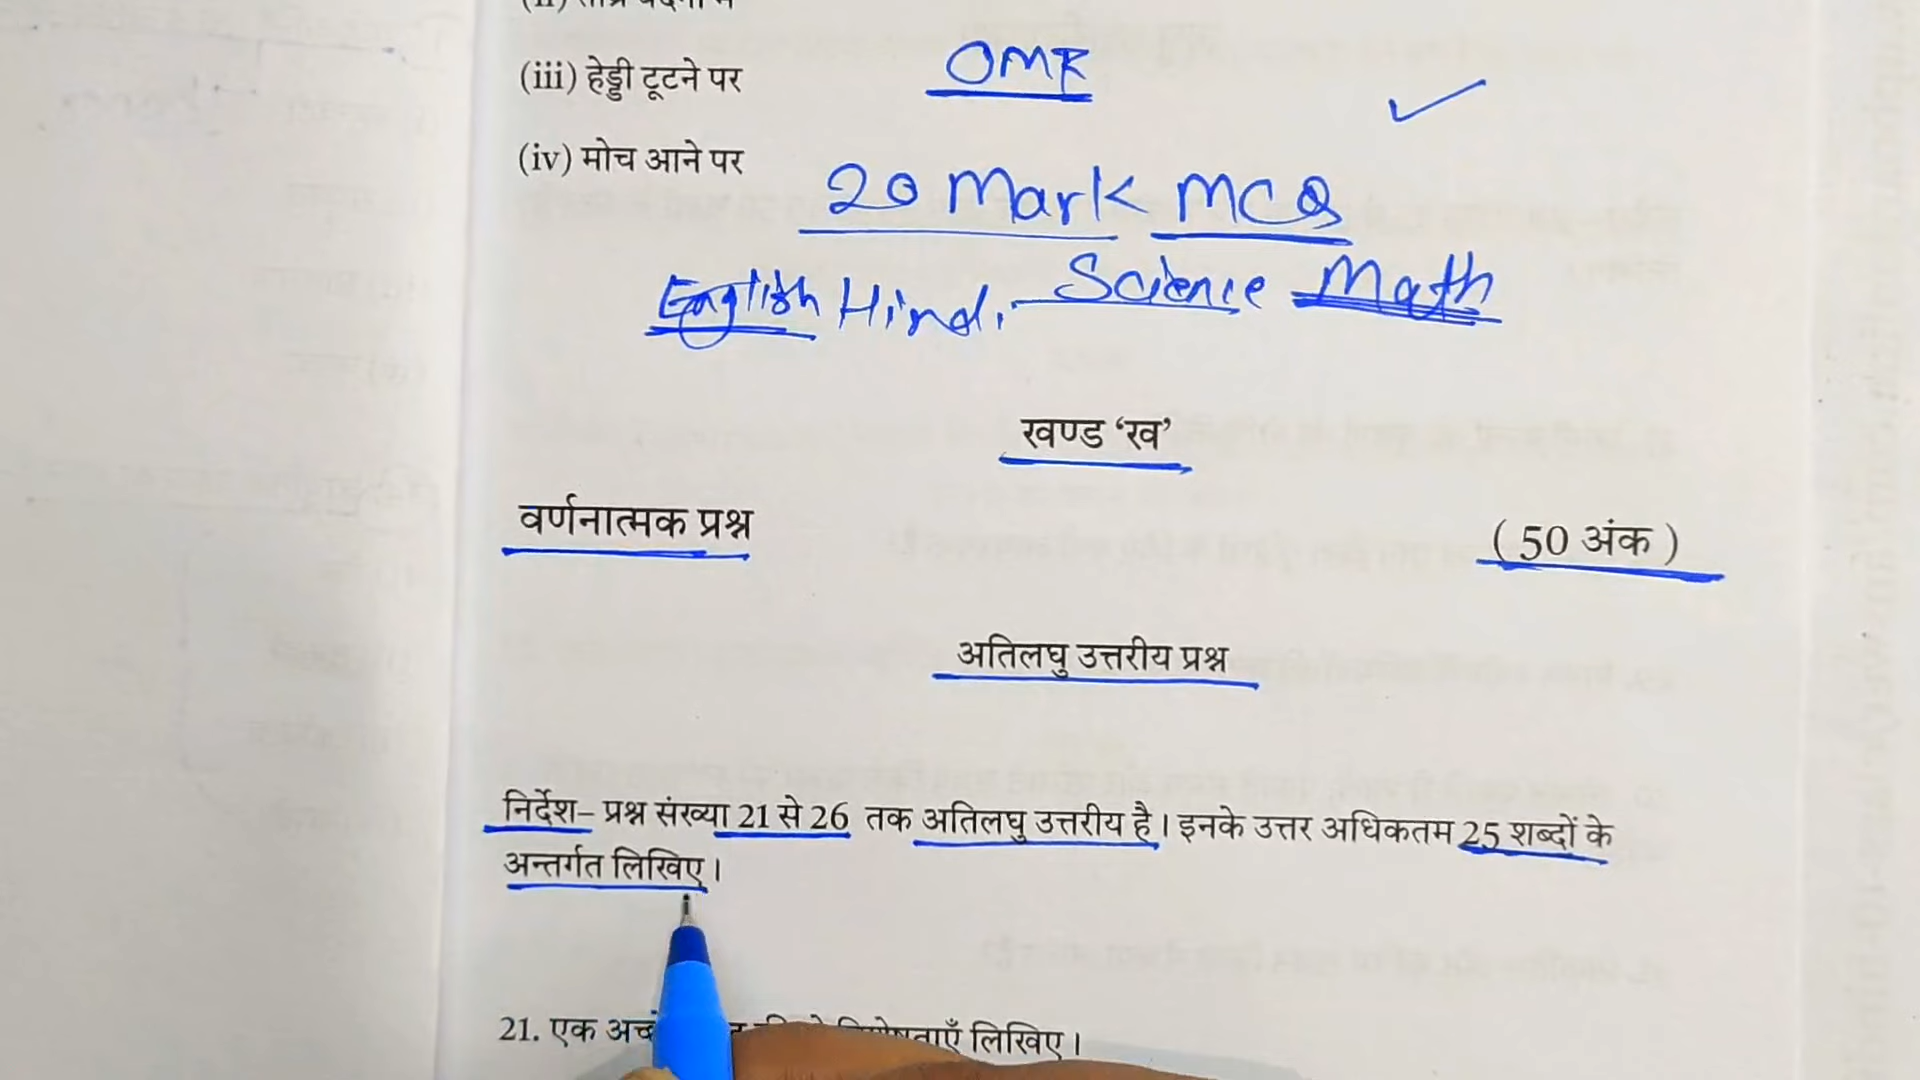 (iii) हेड्डी टूटने पर
OMR
(iv) मोच आने पर
20 Mark MCQ
English Hindi Science Math
खण्ड ‘ख’
वर्णनात्मक प्रश्न
( 50 अंक )
अतिलघु उत्तरीय प्रश्न
निर्देश– प्रश्न संख्या 21 से 26 तक अतिलघु उत्तरीय है। इनके उत्तर अधिकतम 25 शब्दों के
अन्तर्गत लिखिए।
21. एक लिखिए।